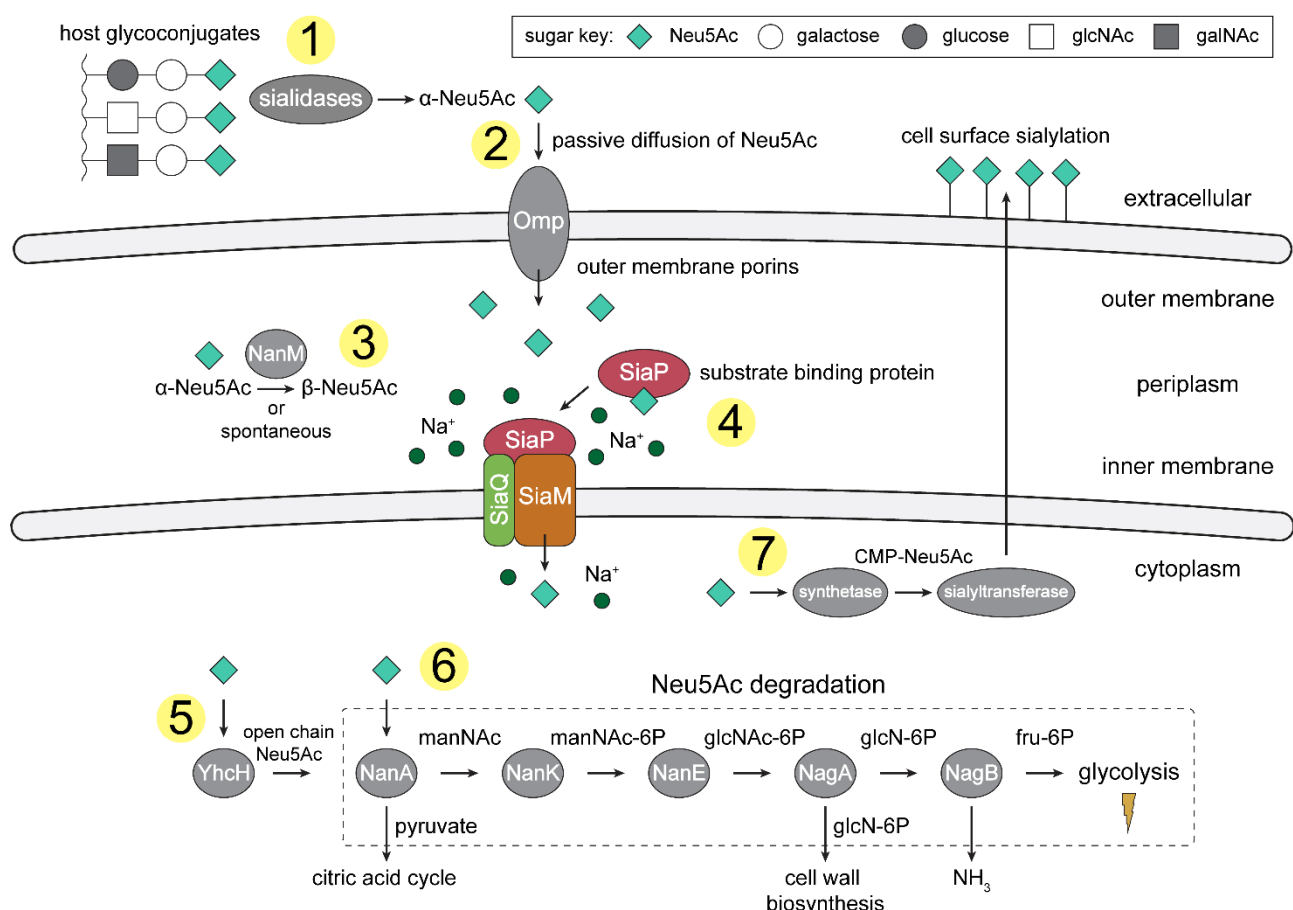 host glycoconjugates
1
sugar key: Neu5Ac galactose glucose glcNAc galNAc
sialidases
α-Neu5Ac
2
passive diffusion of Neu5Ac
cell surface sialylation
extracellular
Omp
outer membrane porins
outer membrane
3
NanM
α-Neu5Ac
β-Neu5Ac
or
spontaneous
SiaP
substrate binding protein
periplasm
4
Na⁺
SiaP
Na⁺
inner membrane
SiaQ
SiaM
7
CMP-Neu5Ac
cytoplasm
Na⁺
synthetase
sialyltransferase
6
Neu5Ac degradation
5
open chain
Neu5Ac
manNAc
manNAc-6P
glcNAc-6P
glcN-6P
fru-6P
YhcH
NanA
NanK
NanE
NagA
NagB
glycolysis
pyruvate
glcN-6P
citric acid cycle
cell wall
biosynthesis
NH₃